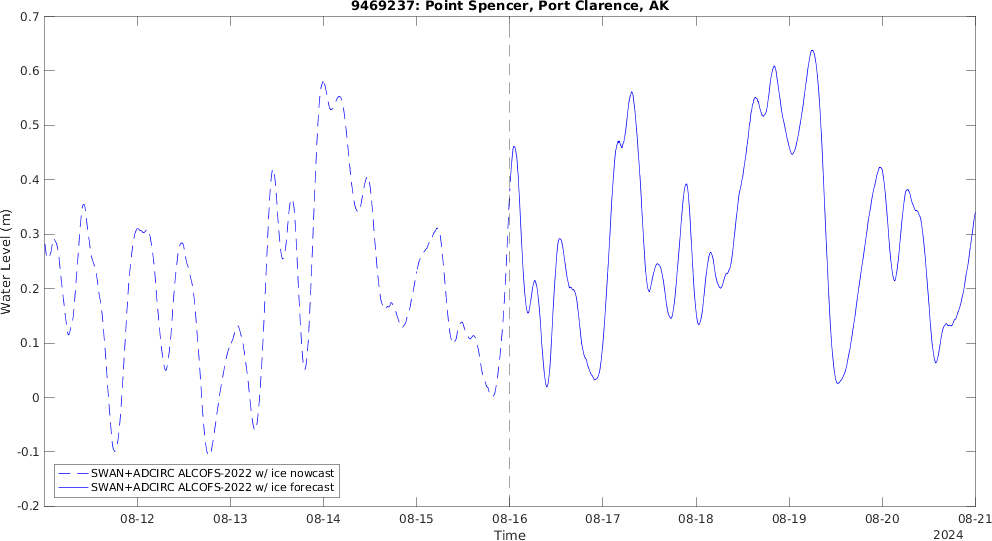 9469237: Point Spencer, Port Clarence, AK
0.7
0.6
0.5
0.4
0.3
0.2
0.1
0
-0.1
-0.2
Water Level (m)
SWAN+ADCIRC ALCOFS-2022 w/ ice nowcast
SWAN+ADCIRC ALCOFS-2022 w/ ice forecast
08-12 08-13 08-14 08-15 08-16 08-17 08-18 08-19 08-20 08-21
Time
2024